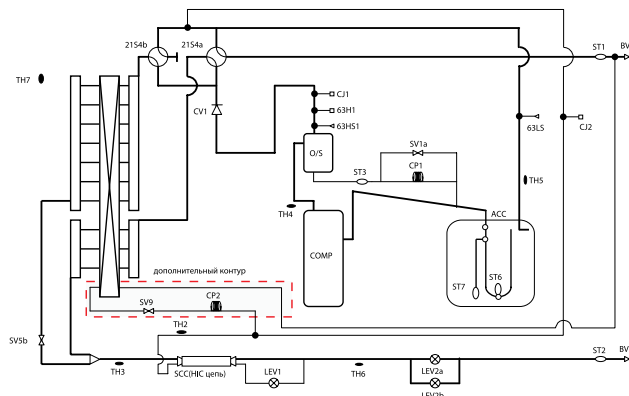 21S4b
21S4a
ST1
BV
TH7
CJ1
CV1
63H1
63HS1
SV1a
63LS
CJ2
O/S
CP1
ST3
TH5
TH4
ACC
COMP
ST7
ST6
дополнительный контур
SV9
CP2
TH2
SV5b
ST2
BV
TH3
SCC(HIC цепь)
LEV1
TH6
LEV2a
LEV2b